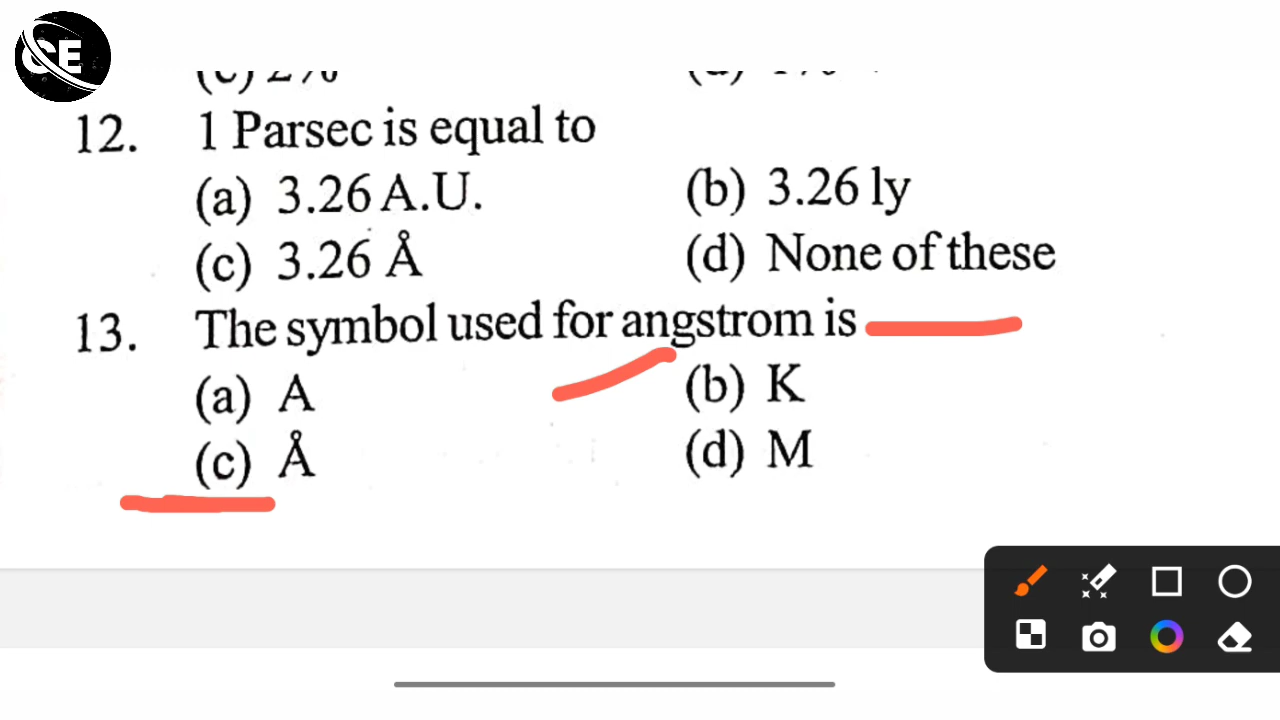 CE
12. 1 Parsec is equal to
(a) 3.26 A.U. (b) 3.26 ly
(c) 3.26 Å (d) None of these
13. The symbol used for angstrom is
(a) A (b) K
(c) Å (d) M